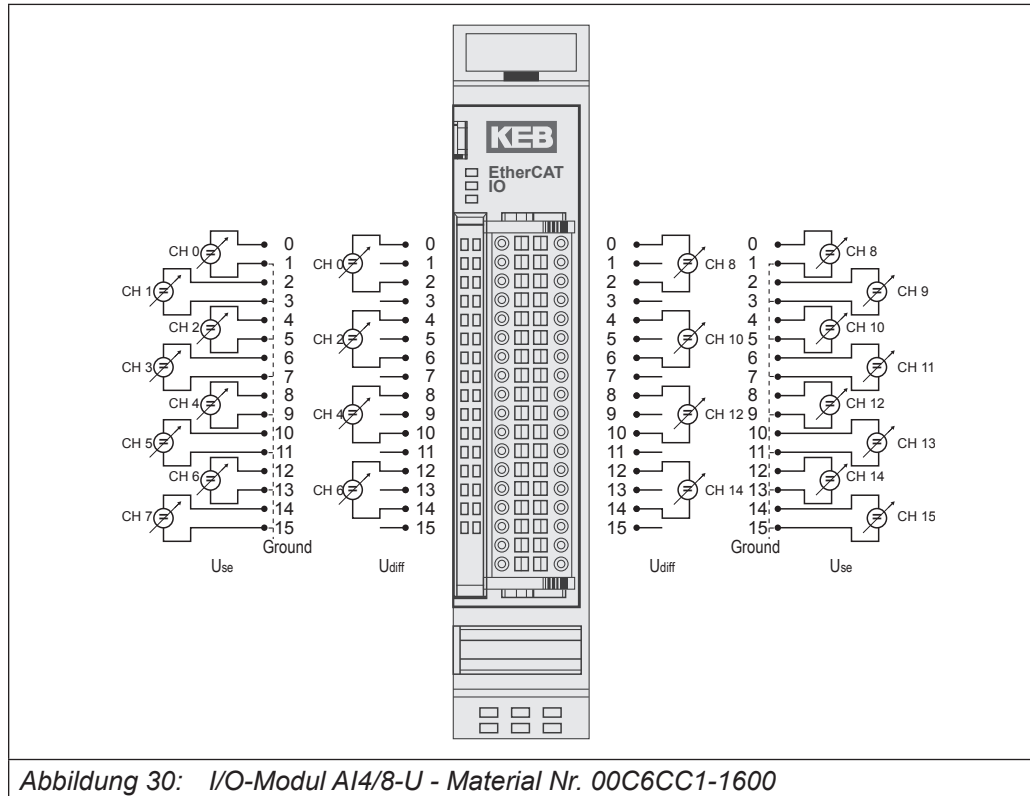 KEB
EtherCAT
IO
CH 0 0 CH 0 0 0 CH 8 0 CH 8
1 1 1 1
CH 1 2 2 2 2 CH 9
3 3 3 3
CH 2 4 CH 2 4 4 CH 10 4 CH 10
5 5 5 5
CH 3 6 6 6 6 CH 11
7 7 7 7
CH 4 8 CH 4 8 8 CH 12 8 CH 12
9 9 9 9
CH 5 10 10 10 10 CH 13
11 11 11 11
CH 6 12 CH 6 12 12 CH 14 12 CH 14
13 13 13 13
CH 7 14 14 14 14 CH 15
15 15 15 15
Ground Ground
Use Udiff Udiff Use
Abbildung 30: I/O-Modul AI4/8-U - Material Nr. 00C6CC1-1600